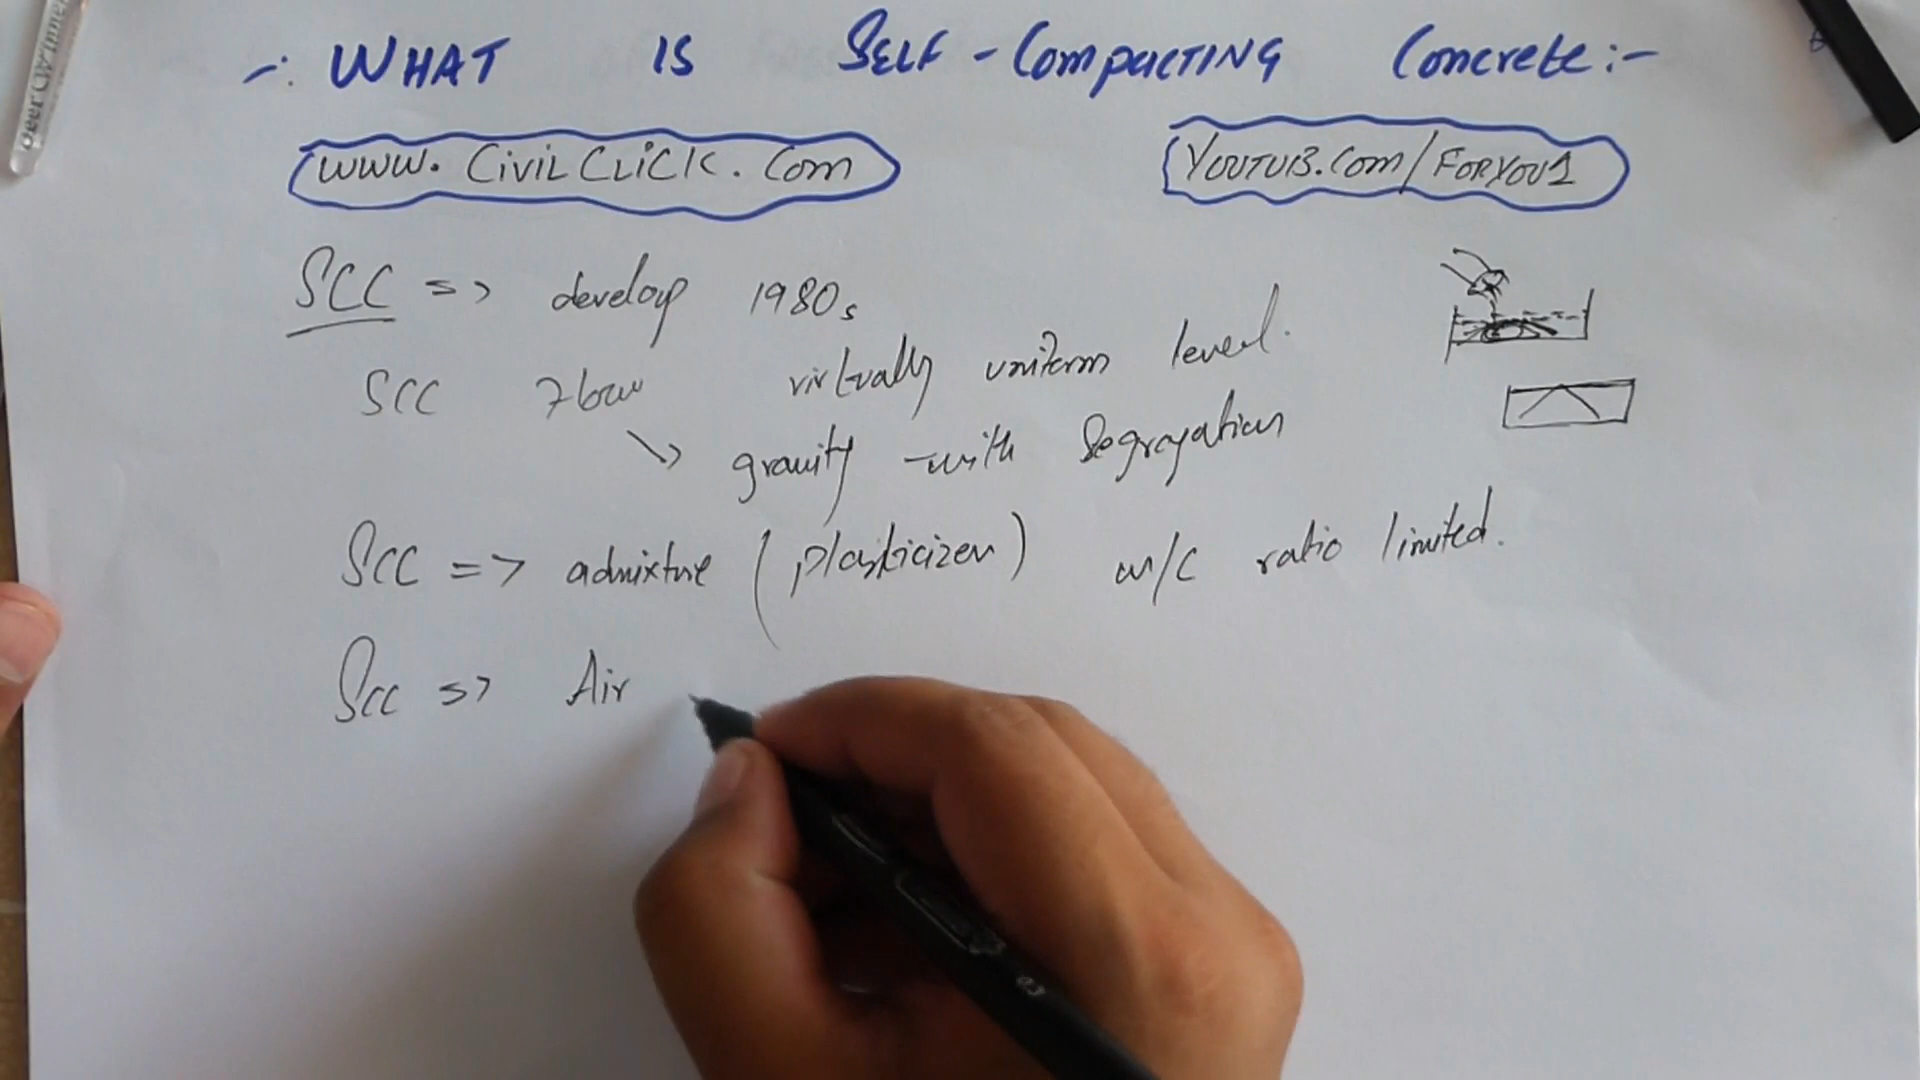 -: WHAT IS SELF-COMPACTING CONCRETE:-
WWW.CIVILCLICK.COM YOUTUB.COM/FORYOU1
SCC => develop 1980s
SCC flow virtually uniform level.
gravity - with Segregation
SCC => admixture (plasticizer) w/c ratio limited.
SCC => Air